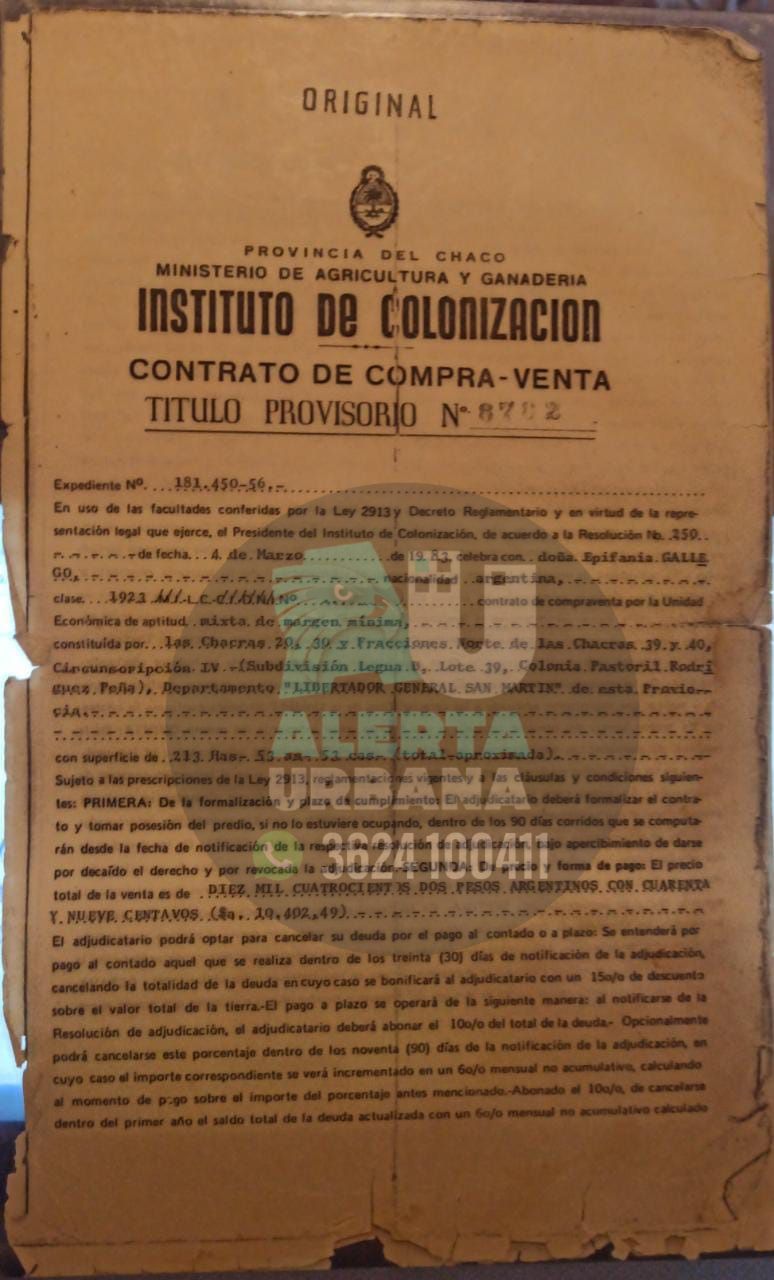 ORIGINAL
PROVINCIA DEL CHACO
MINISTERIO DE AGRICULTURA Y GANADERIA
INSTITUTO DE COLONIZACION
CONTRATO DE COMPRA-VENTA
TITULO PROVISORIO Nº 8702
Expediente Nº. 181.450-56.-
En uso de las facultades conferidas por la Ley 2913 y Decreto Reglamentario y en virtud de la repre-
sentación legal que ejerce, el Presidente del Instituto de Colonización, de acuerdo a la Resolución No. 250
de fecha 4 de Marzo de 1983 celebra con doña Epifania GALLE
GO, nacionalidad argentina,
clase 1923 Nº contrato de compraventa por la Unidad
Económica de aptitud mixta de margen mínima,
constituída por las Chacras 29, 30 y Fracciones Norte de las Chacras 39 y 40,
Circunscripción IV -(Subdivisión Legua B, Lote 39, Colonia Pastoril Rodrí
guez Peña), Departamento "LIBERTADOR GENERAL SAN MARTIN" de esta Provin-
cia.
con superficie de 213 Has. 53 as. 53 cas. (total aproximada).
Sujeto a las prescripciones de la Ley 2913, reglamentaciones vigentes y a las cláusulas y condiciones siguien-
tes: PRIMERA: De la formalización y plazo de cumplimiento: El adjudicatario deberá formalizar el contra-
to y tomar posesión del predio, si no lo estuviere ocupando, dentro de los 90 días corridos que se computa-
rán desde la fecha de notificación de la respectiva resolución de adjudicación, bajo apercibimiento de darse
por decaído el derecho y por revocada la adjudicación.-SEGUNDA: De precio y forma de pago: El precio
total de la venta es de DIEZ MIL CUATROCIENTOS DOS PESOS ARGENTINOS CON CUARENTA
Y NUEVE CENTAVOS ($a. 10.402,49)
El adjudicatario podrá optar para cancelar su deuda por el pago al contado o a plazo: Se entenderá por
pago al contado aquel que se realiza dentro de los treinta (30) días de notificación de la adjudicación,
cancelando la totalidad de la deuda en cuyo caso se bonificará al adjudicatario con un 15o/o de descuento
sobre el valor total de la tierra.-El pago a plazo se operará de la siguiente manera: al notificarse de la
Resolución de adjudicación, el adjudicatario deberá abonar el 10o/o del total de la deuda.- Opcionalmente
podrá cancelarse este porcentaje dentro de los noventa (90) días de la notificación de la adjudicación, en
cuyo caso el importe correspondiente se verá incrementado en un 6o/o mensual no acumulativo, calculando
al momento de pago sobre el importe del porcentaje antes mencionado.-Abonado el 10o/o, de cancelarse
dentro del primer año el saldo total de la deuda actualizada con un 6o/o mensual no acumulativo calculado
ALERTA
URBANA
3624100411